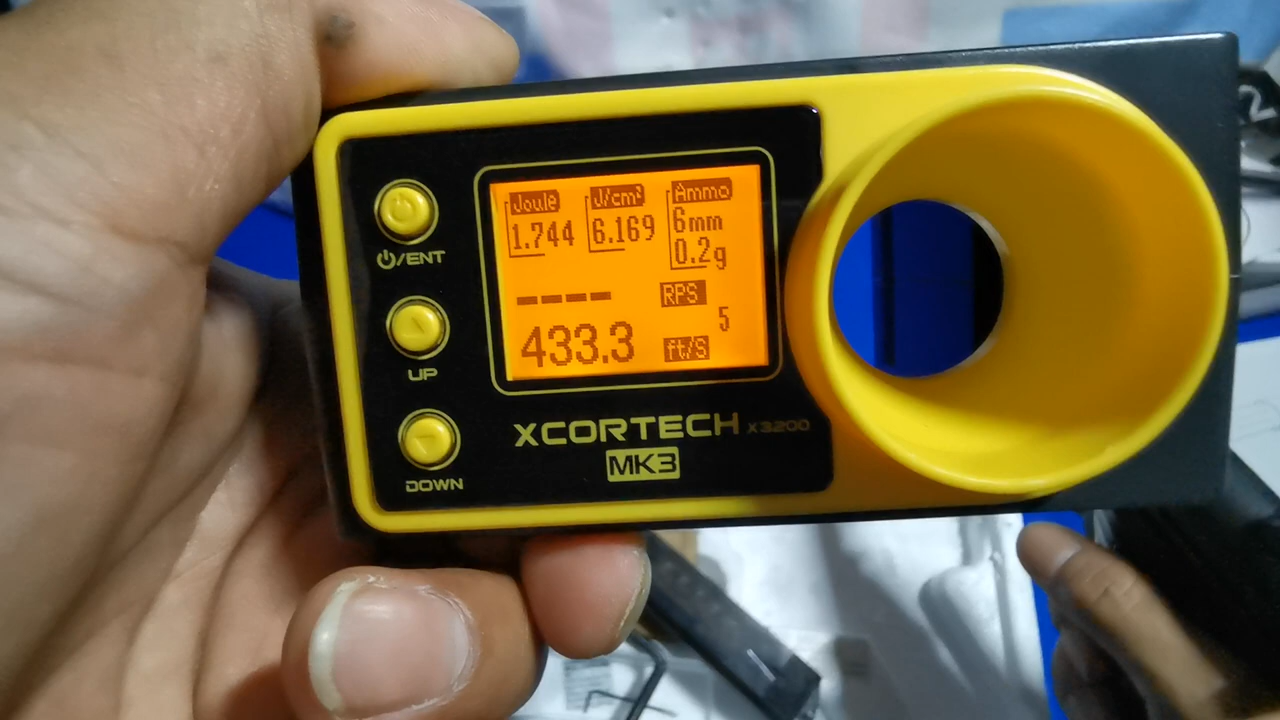 Joule J/cm² Ammo
1.744 6.169 6mm
0.2g
---- RPS
5
433.3 ft/S
⏻/ENT
UP
DOWN
XCORTECH X3200
MK3
2